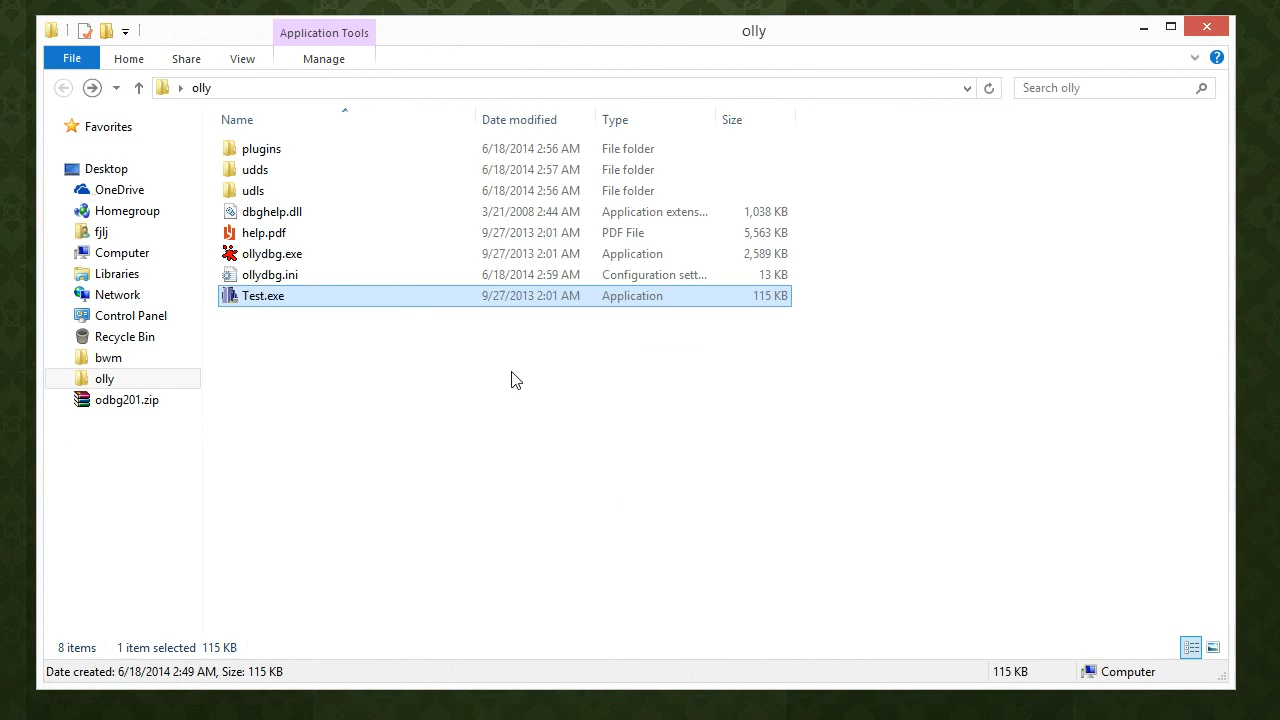 olly
Application Tools
File Home Share View Manage
olly
Search olly
Name Date modified Type Size
Favorites
Desktop
OneDrive
Homegroup
fjlj
Computer
Libraries
Network
Control Panel
Recycle Bin
bwm
olly
odbg201.zip
plugins 6/18/2014 2:56 AM File folder
udds 6/18/2014 2:57 AM File folder
udls 6/18/2014 2:56 AM File folder
dbghelp.dll 3/21/2008 2:44 AM Application extens... 1,038 KB
help.pdf 9/27/2013 2:01 AM PDF File 5,563 KB
ollydbg.exe 9/27/2013 2:01 AM Application 2,589 KB
ollydbg.ini 6/18/2014 2:59 AM Configuration sett... 13 KB
Test.exe 9/27/2013 2:01 AM Application 115 KB
8 items 1 item selected 115 KB
Date created: 6/18/2014 2:49 AM, Size: 115 KB 115 KB Computer